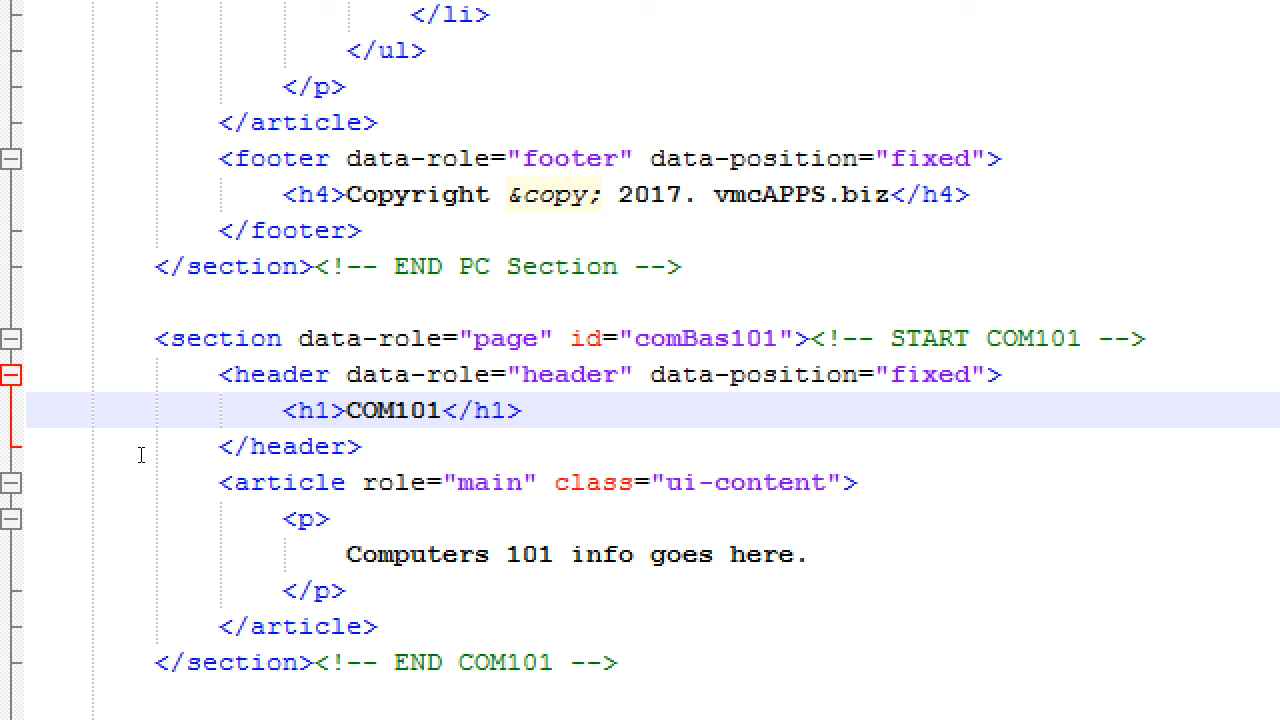 </li>
</ul>
</p>
</article>
<footer data-role="footer" data-position="fixed">
<h4>Copyright &copy; 2017. vmcAPPS.biz</h4>
</footer>
</section><!-- END PC Section -->
<section data-role="page" id="comBas101"><!-- START COM101 -->
<header data-role="header" data-position="fixed">
<h1>COM101</h1>
</header>
<article role="main" class="ui-content">
<p>
Computers 101 info goes here.
</p>
</article>
</section><!-- END COM101 -->